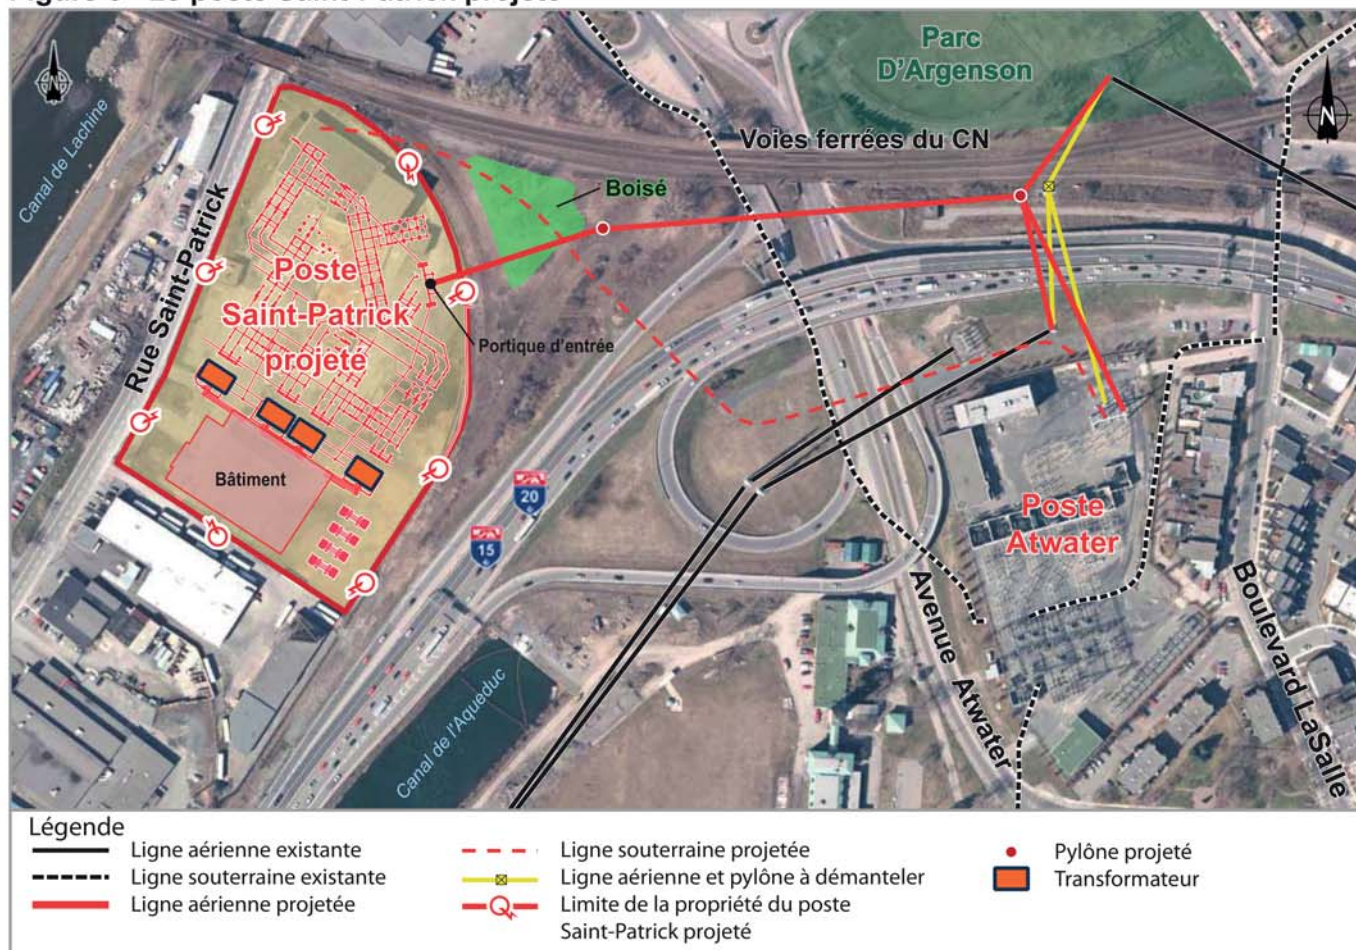 Parc
D'Argenson
N
Voies ferrées du CN
Canal de Lachine
Boisé
Rue Saint-Patrick
Poste
Saint-Patrick
projeté
Portique d'entrée
Bâtiment
20
15
Poste
Atwater
Canal de l'Aqueduc
Avenue Atwater
Boulevard LaSalle
Légende
Ligne aérienne existante
Ligne souterraine existante
Ligne aérienne projetée
Ligne souterraine projetée
Ligne aérienne et pylône à démanteler
Limite de la propriété du poste
Saint-Patrick projeté
Pylône projeté
Transformateur